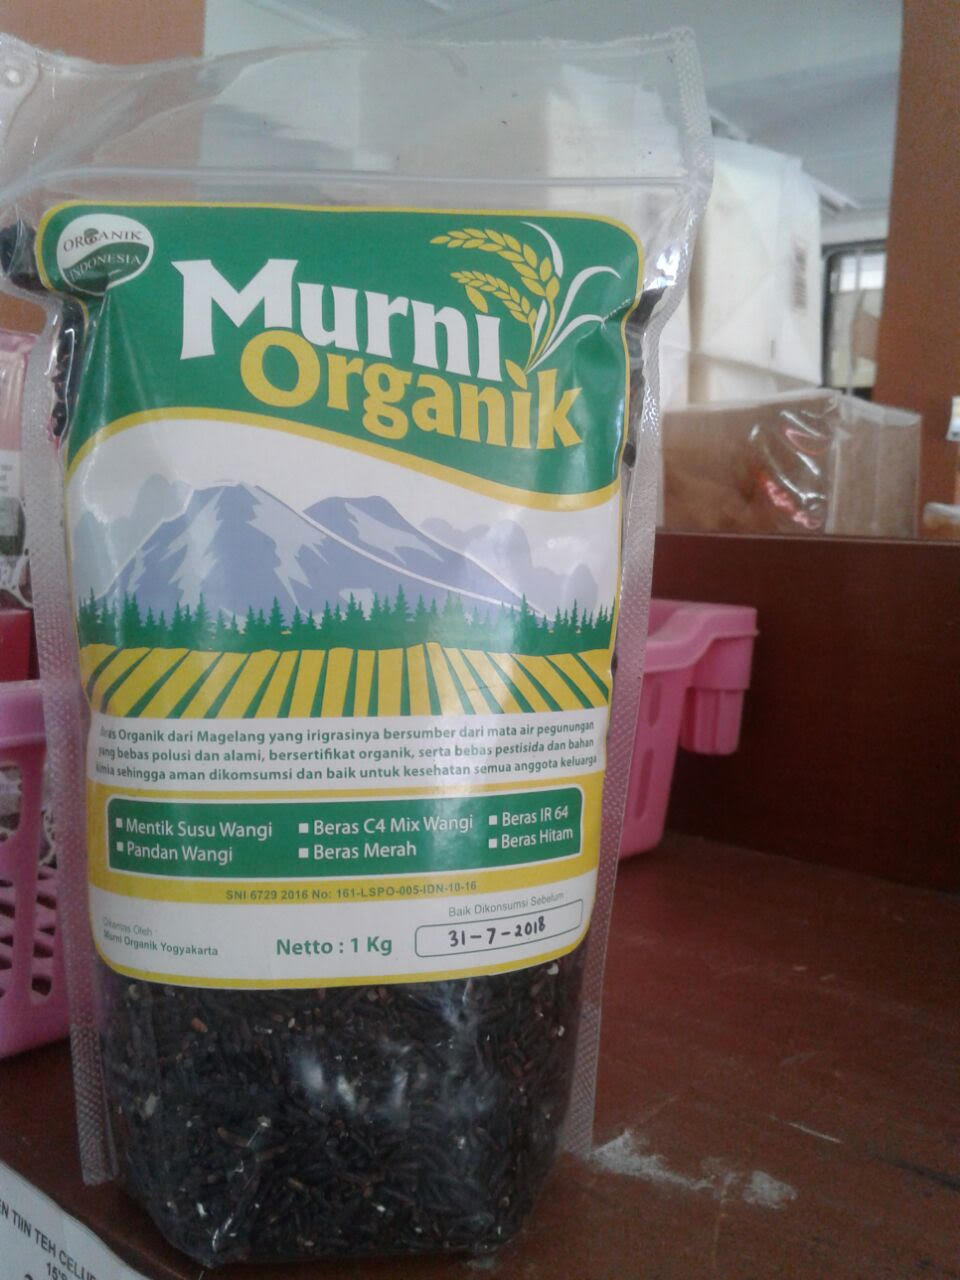 ORGANIK
INDONESIA
Murni
Organik
Organik dari Magelang yang irigrasinya bersumber dari mata air pegunungan
yang bebas polusi dan alami, bersertifikat organik, serta bebas pestisida dan bahan
kimia sehingga aman dikomsumsi dan baik untuk kesehatan semua anggota keluarga
Mentik Susu Wangi
Beras C4 Mix Wangi
Beras IR 64
Pandan Wangi
Beras Merah
Beras Hitam
SNI 6729 2016 No: 161-LSPO-005-IDN-10-16
Dikemas Oleh :
Murni Organik Yogyakarta
Netto : 1 Kg
Baik Dikonsumsi Sebelum
31-7-2018
TIIN TEH CELUP